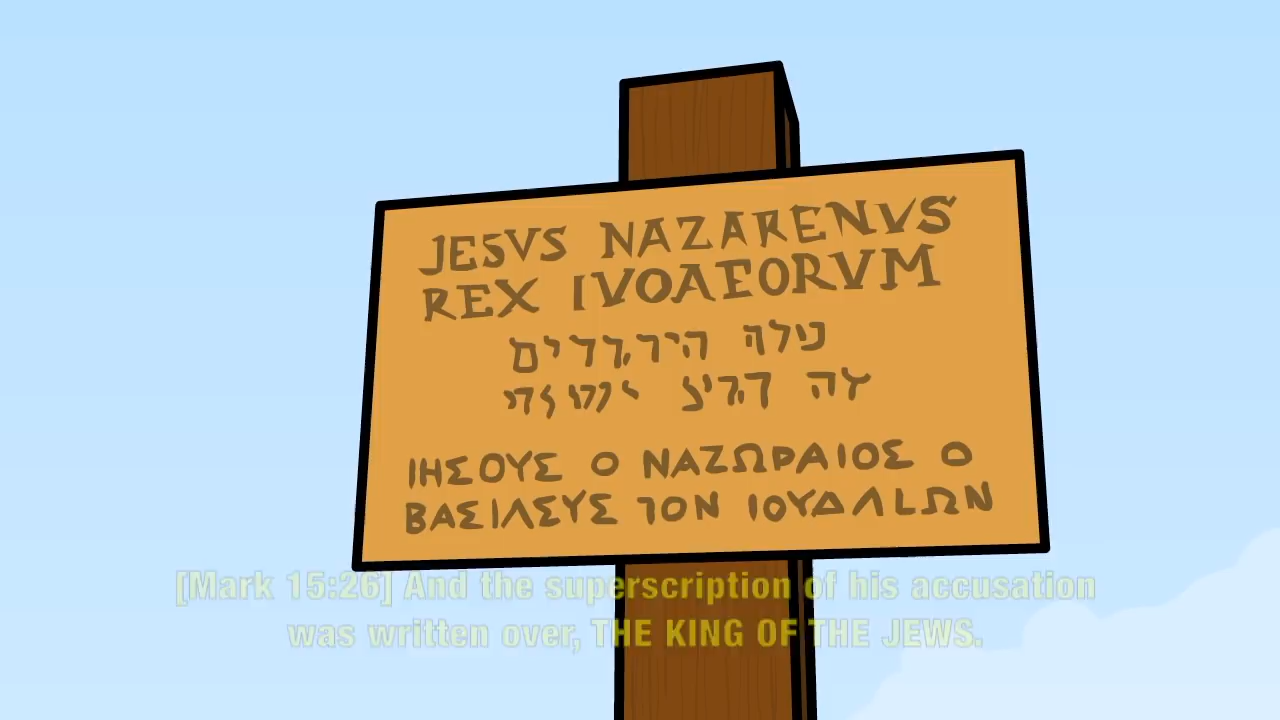 JESVS NAZARENVS
REX IVOAEORVM
ΙΗΣΟΥΣ Ο ΝΑΖΩΡΑΙΟΣ Ο
ΒΑΣΙΛΣΥΣ ΤΟΝ ΙΟΥΔΛΙΩΝ
[Mark 15:26] And the superscription of his accusation
was written over, THE KING OF THE JEWS.